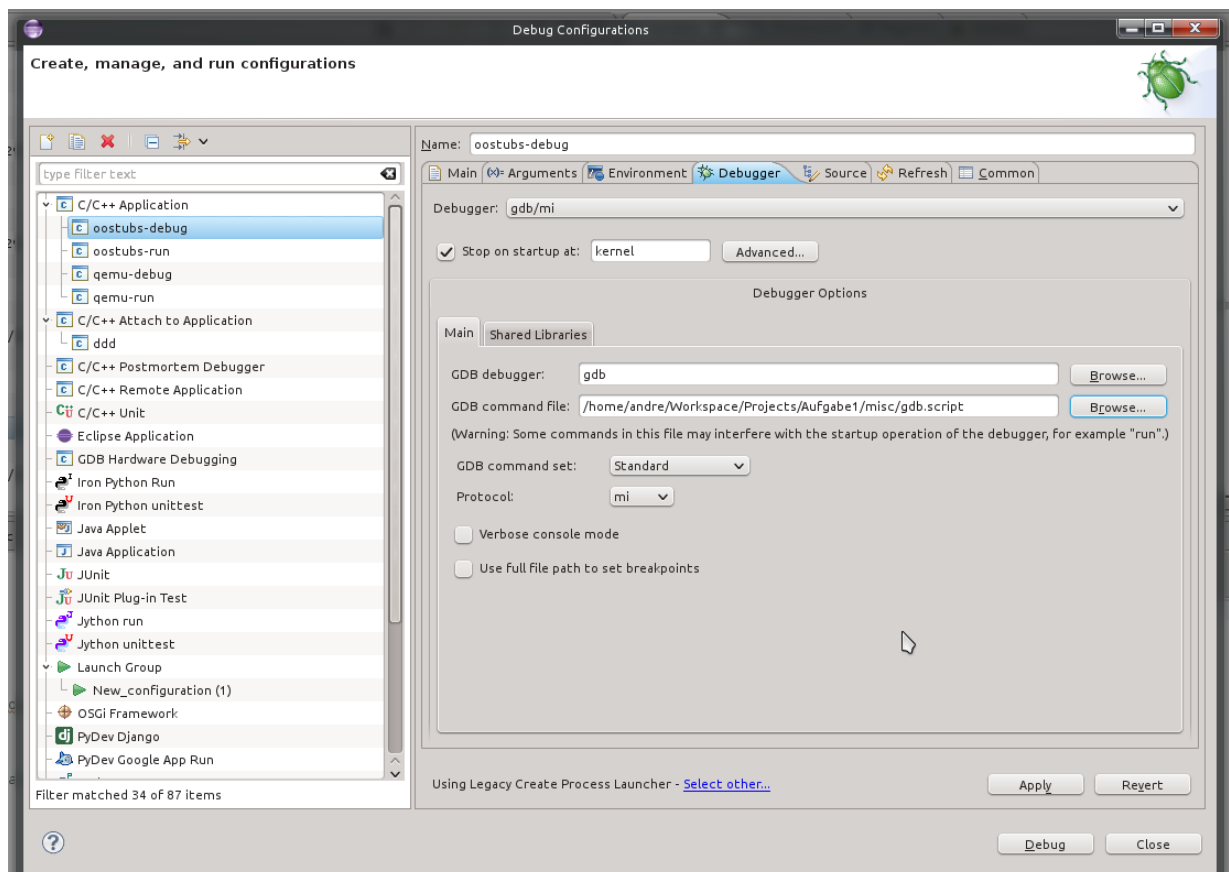 Debug Configurations
Create, manage, and run configurations
type filter text
C/C++ Application
oostubs-debug
oostubs-run
qemu-debug
qemu-run
C/C++ Attach to Application
ddd
C/C++ Postmortem Debugger
C/C++ Remote Application
C/C++ Unit
Eclipse Application
GDB Hardware Debugging
Iron Python Run
Iron Python unittest
Java Applet
Java Application
JUnit
JUnit Plug-in Test
Jython run
Jython unittest
Launch Group
New_configuration (1)
OSGi Framework
PyDev Django
PyDev Google App Run
Filter matched 34 of 87 items
Name: oostubs-debug
Main (x)= Arguments Environment Debugger Source Refresh Common
Debugger: gdb/mi
Stop on startup at: kernel Advanced...
Debugger Options
Main Shared Libraries
GDB debugger: gdb Browse...
GDB command file: /home/andre/Workspace/Projects/Aufgabe1/misc/gdb.script Browse...
(Warning: Some commands in this file may interfere with the startup operation of the debugger, for example "run".)
GDB command set: Standard
Protocol: mi
Verbose console mode
Use full file path to set breakpoints
Using Legacy Create Process Launcher - Select other...
Apply Revert
Debug Close